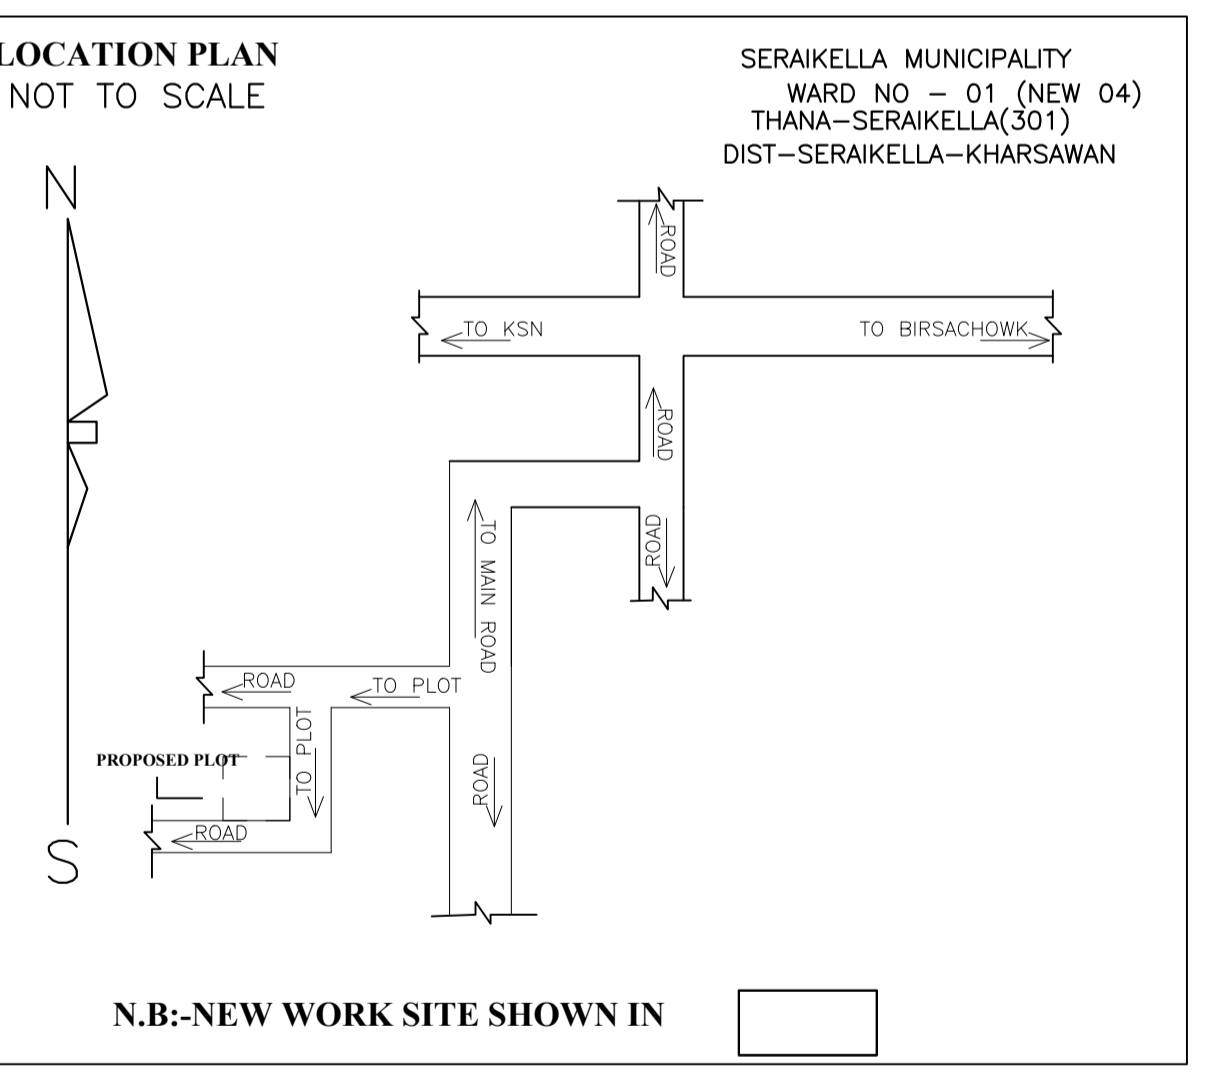 LOCATION PLAN
NOT TO SCALE
SERAIKELLA MUNICIPALITY
WARD NO - 01 (NEW 04)
THANA-SERAIKELLA(301)
DIST-SERAIKELLA-KHARSAWAN
N
ROAD
TO KSN
TO BIRSACHOWK
ROAD
ROAD
TO MAIN ROAD
ROAD
TO PLOT
TO PLOT
PROPOSED PLOT
ROAD
ROAD
S
N.B:-NEW WORK SITE SHOWN IN